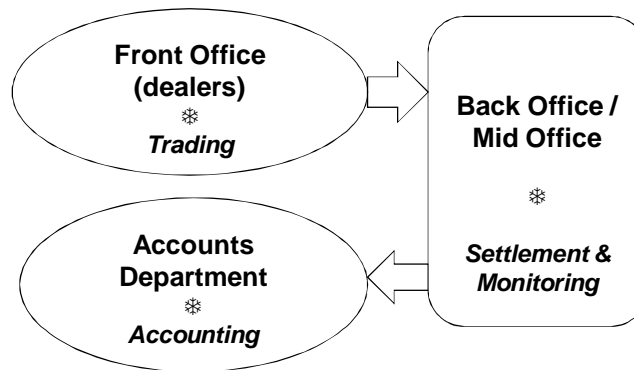 Front Office
(dealers)
❄
Trading
Back Office /
Mid Office
❄
Settlement &
Monitoring
Accounts
Department
❄
Accounting